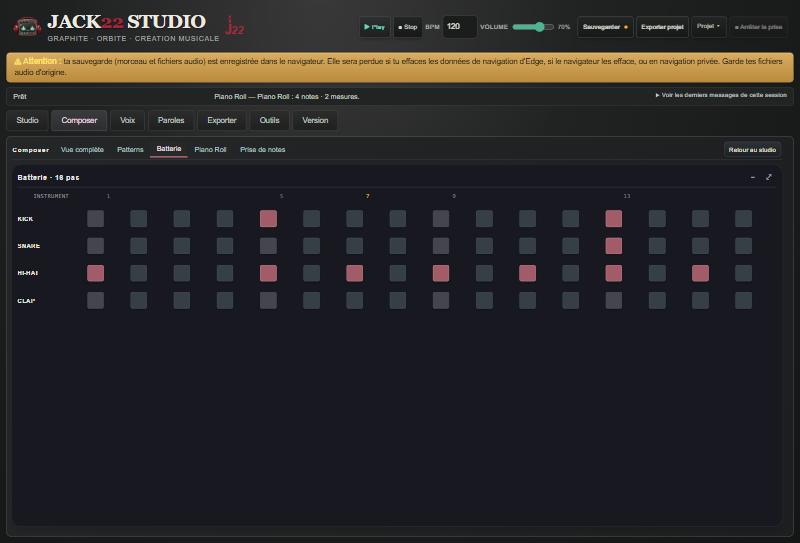 JACK22 STUDIO
GRAPHITE · ORBITE · CRÉATION MUSICALE
J22
▶ Play
■ Stop
BPM
120
VOLUME
70%
Sauvegarder
Exporter projet
Projet
■ Arrêter la prise
⚠ Attention : ta sauvegarde (morceau et fichiers audio) est enregistrée dans le navigateur. Elle sera perdue si tu effaces les données de navigation d'Edge, si le navigateur les efface, ou en navigation privée. Garde tes fichiers
audio d'origine.
Prêt
Piano Roll — Piano Roll : 4 notes · 2 mesures.
▶ Voir les derniers messages de cette session
Studio
Composer
Voix
Paroles
Exporter
Outils
Version
Composer
Vue complète
Patterns
Batterie
Piano Roll
Prise de notes
Retour au studio
Batterie · 16 pas
INSTRUMENT
1
5
7
9
13
KICK
SNARE
HI-HAT
CLAP